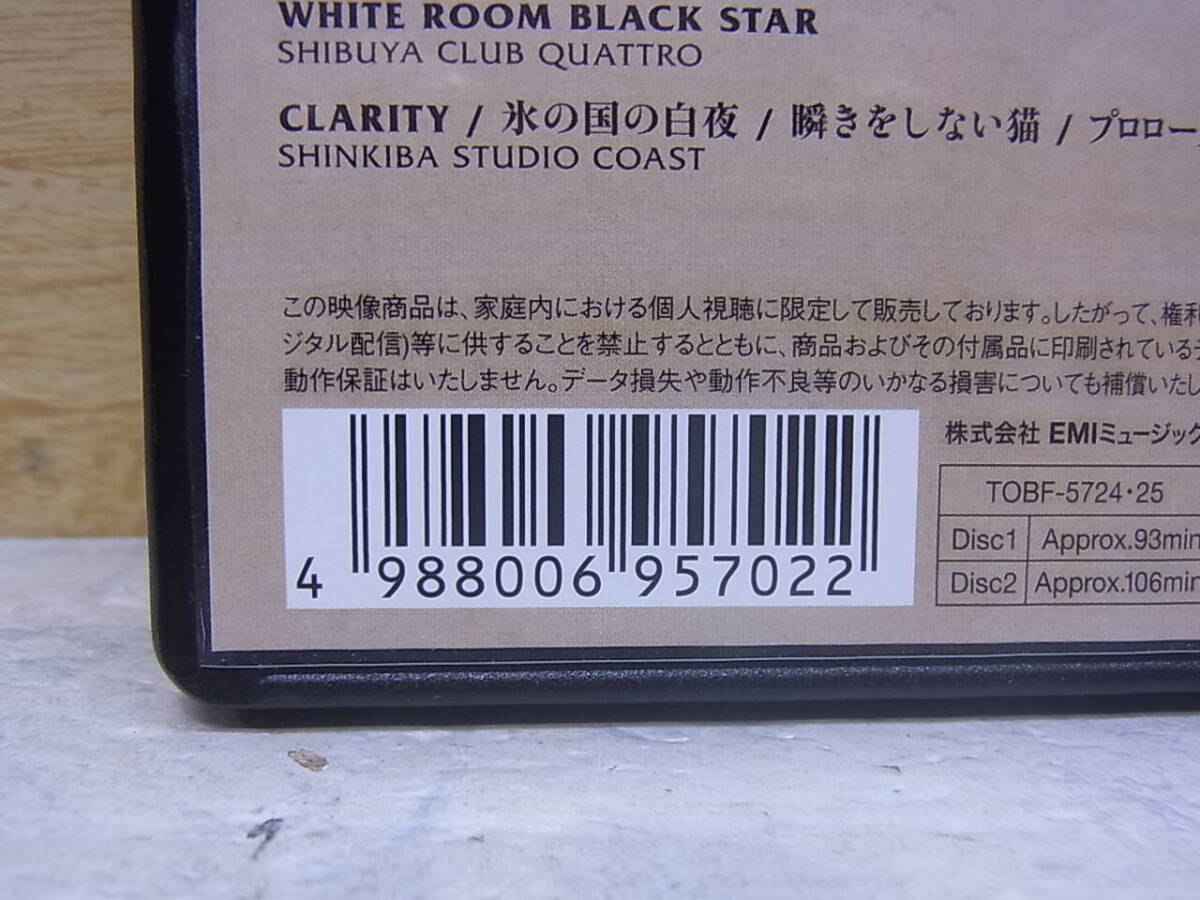 WHITE ROOM BLACK STAR
SHIBUYA CLUB QUATTRO
CLARITY / 氷の国の白夜 / 瞬きをしない猫 / プロロー
SHINKIBA STUDIO COAST
この映像商品は、家庭内における個人視聴に限定して販売しております。したがって、権利
ジタル配信)等に供することを禁止するとともに、商品およびその付属品に印刷されている
動作保証はいたしません。データ損失や動作不良等のいかなる損害についても補償いたし
株式会社 EMIミュージック
TOBF-5724・25
Disc1 Approx.93min
Disc2 Approx.106min
4 988006 957022